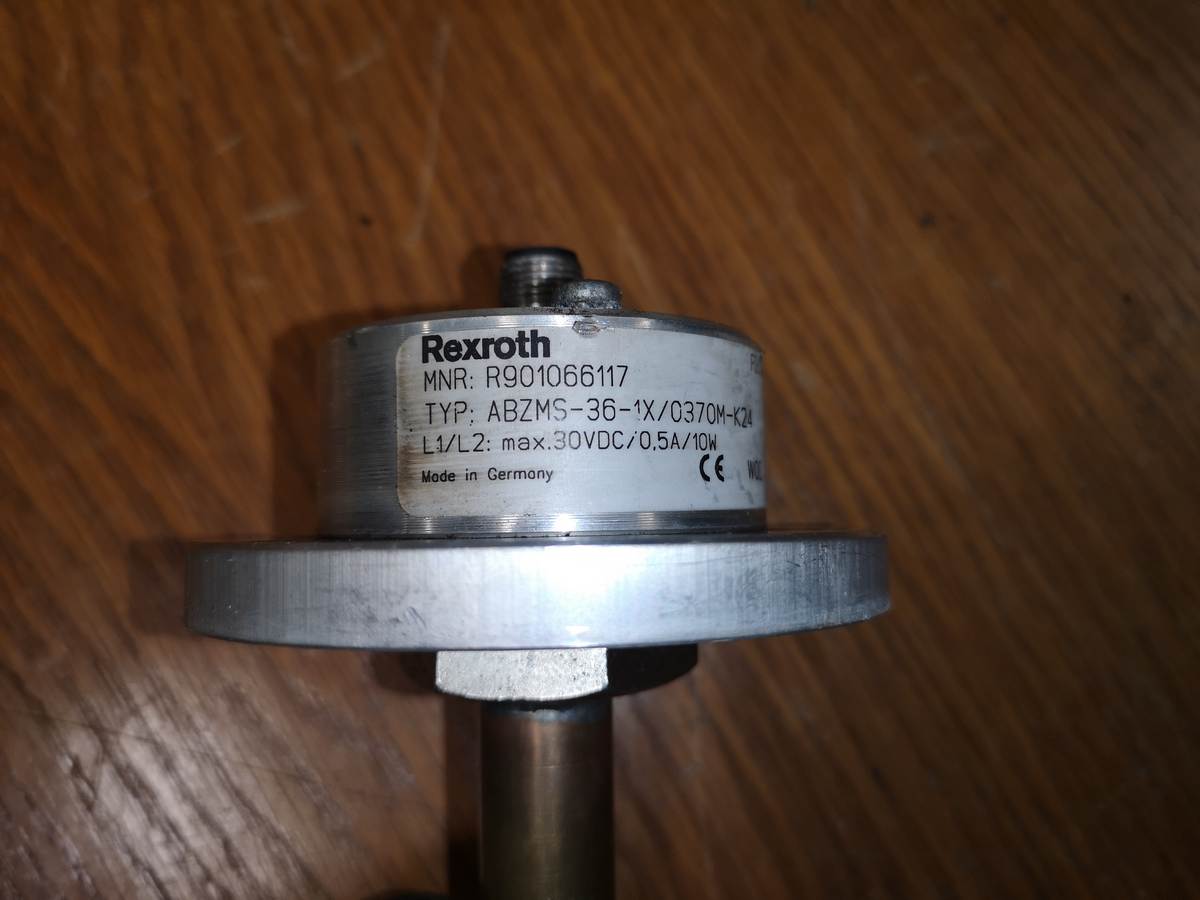 Rexroth
MNR: R901066117
TYP: ABZMS-36-1X/0370M-K24
L1/L2: max.30VDC/0,5A/10W
Made in Germany
CE